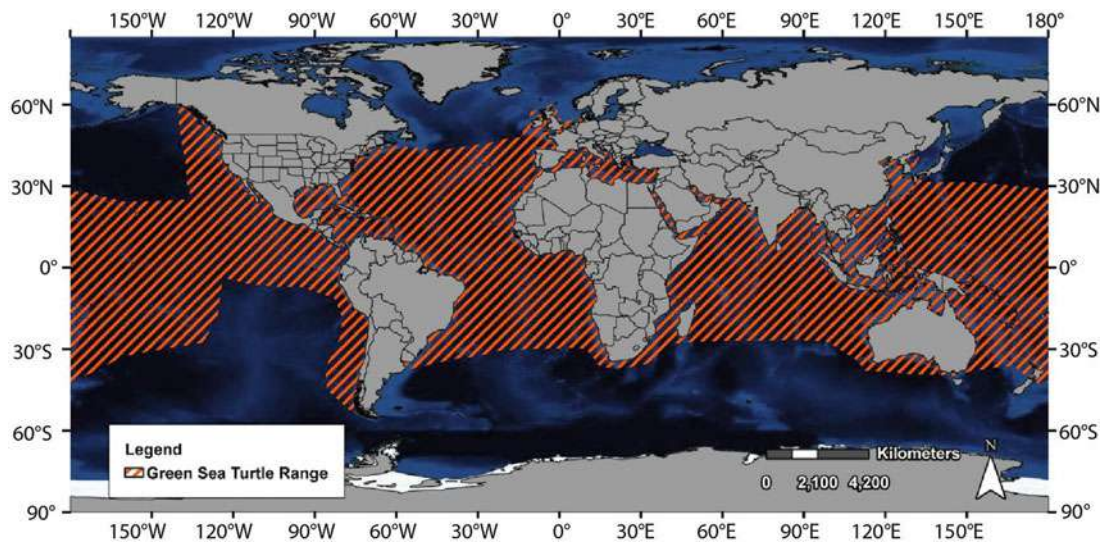 150°W 120°W 90°W 60°W 30°W 0° 30°E 60°E 90°E 120°E 150°E 180°
60°N 60°N
30°N 30°N
0° 0°
30°S 30°S
60°S 60°S
Legend
Green Sea Turtle Range
N
Kilometers
0 2,100 4,200
90° 90°
150°W 120°W 90°W 60°W 30°W 0° 30°E 60°E 90°E 120°E 150°E